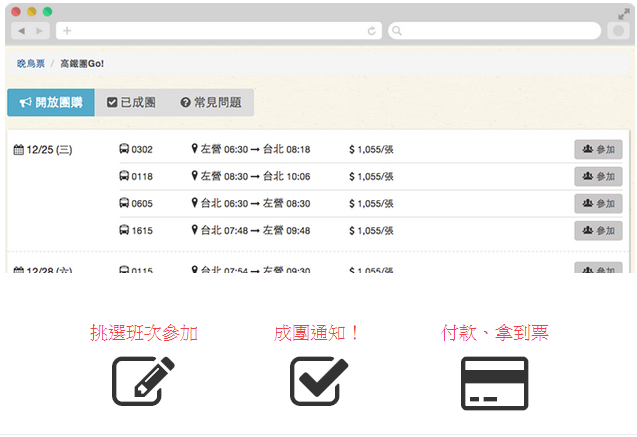 晚鳥票 / 高鐵團Go!
開放團購 已成團 常見問題
12/25 (三) 0302 左營 06:30 → 台北 08:18 $ 1,055/張 參加
0118 左營 08:30 → 台北 10:06 $ 1,055/張 參加
0605 台北 06:30 → 左營 08:30 $ 1,055/張 參加
1615 台北 07:48 → 左營 09:48 $ 1,055/張 參加
12/28 (六) 0115 台北 07:54 → 左營 09:30 $ 1,055/張 參加
挑選班次參加 成團通知！ 付款、拿到票